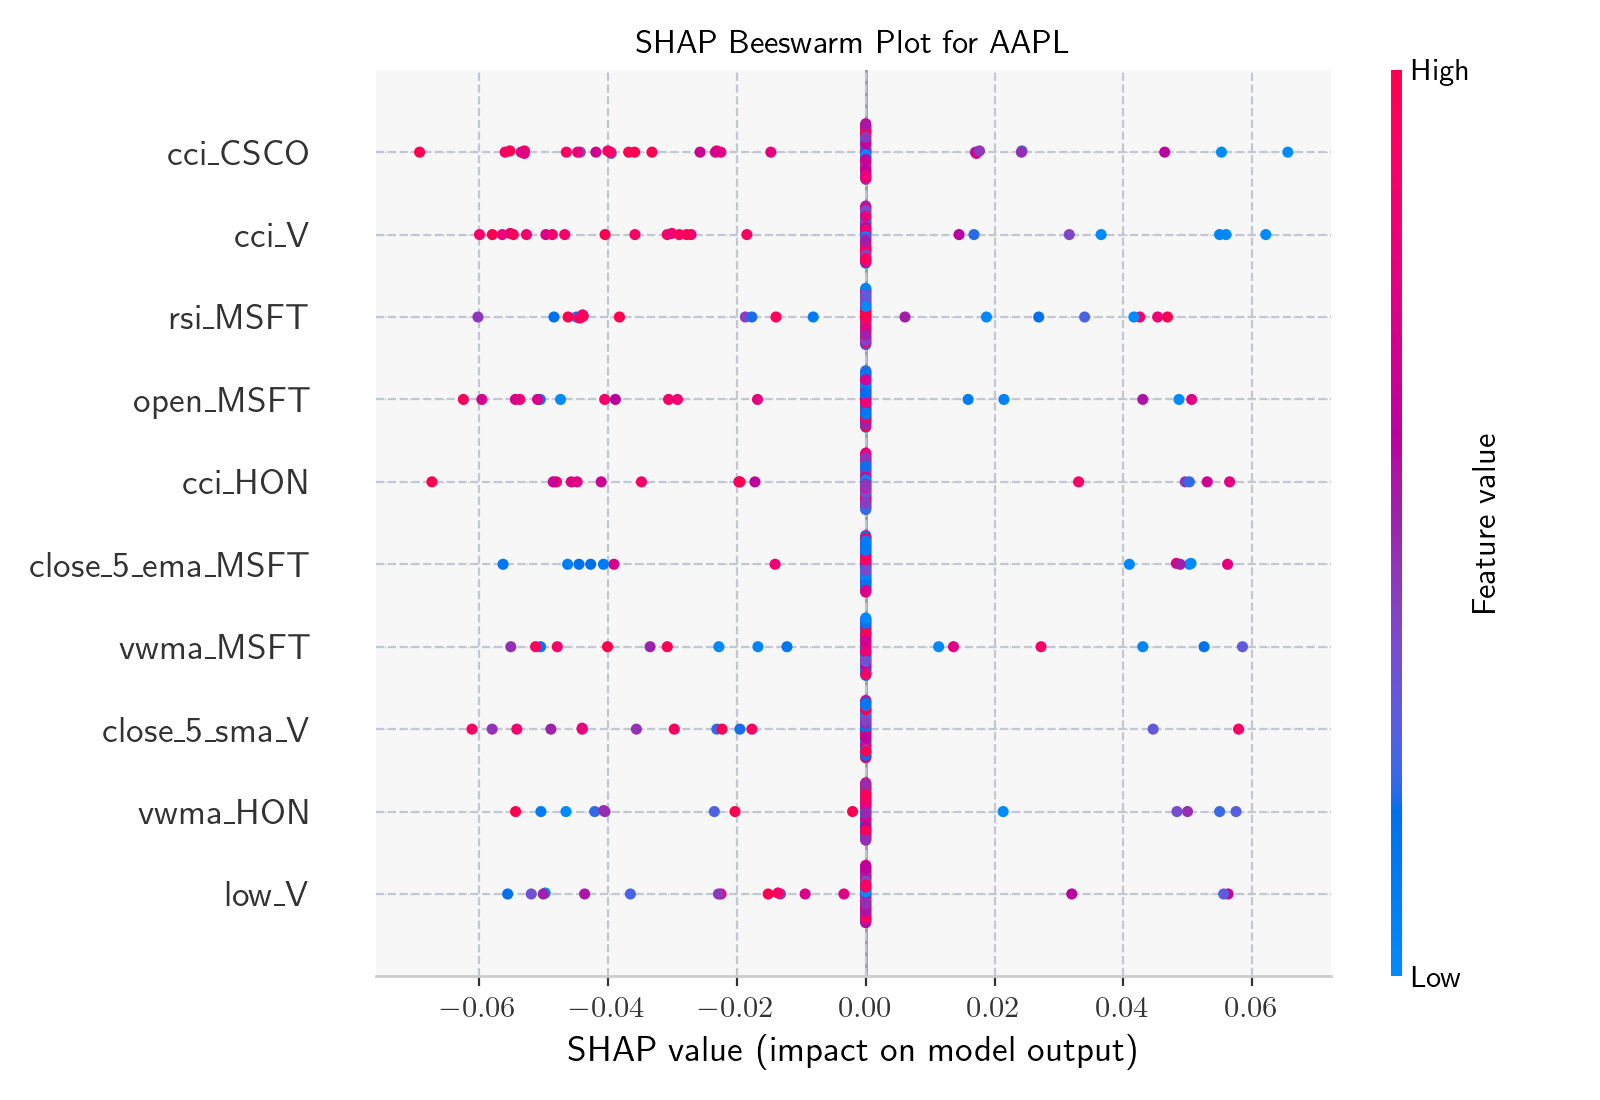 SHAP Beeswarm Plot for AAPL
High
cci_CSCO
cci_V
rsi_MSFT
open_MSFT
cci_HON
close_5_ema_MSFT
vwma_MSFT
close_5_sma_V
vwma_HON
low_V
Feature value
Low
−0.06 −0.04 −0.02 0.00 0.02 0.04 0.06
SHAP value (impact on model output)